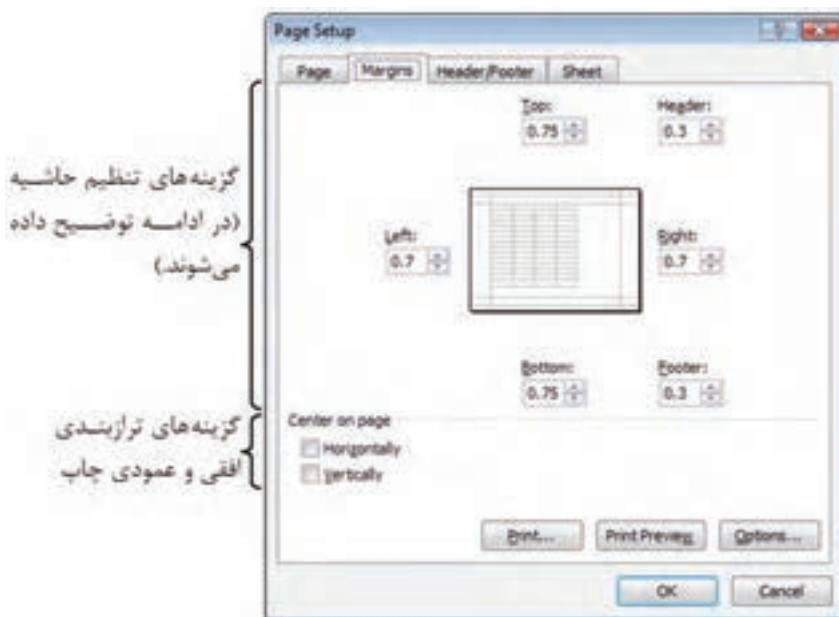 Page Setup
Page Margins Header/Footer Sheet
Top: Header:
0.75 0.3
گزینه‌های تنظیم حاشیه
(در ادامه توضیح داده
می‌شوند.)
Left: Right:
0.7 0.7
Bottom: Footer:
0.75 0.3
گزینه‌های ترازبندی
افقی و عمودی چاپ
Center on page
Horizontally
Vertically
Print... Print Preview Options...
OK Cancel